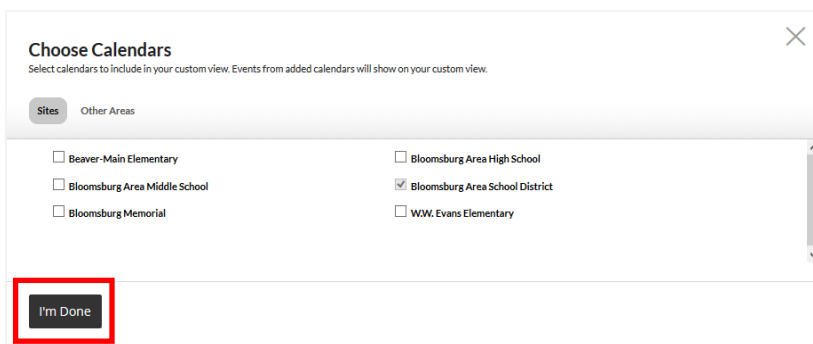 Choose Calendars
Select calendars to include in your custom view. Events from added calendars will show on your custom view.
Sites Other Areas
Beaver-Main Elementary Bloomsburg Area High School
Bloomsburg Area Middle School Bloomsburg Area School District
Bloomsburg Memorial W.W. Evans Elementary
I'm Done